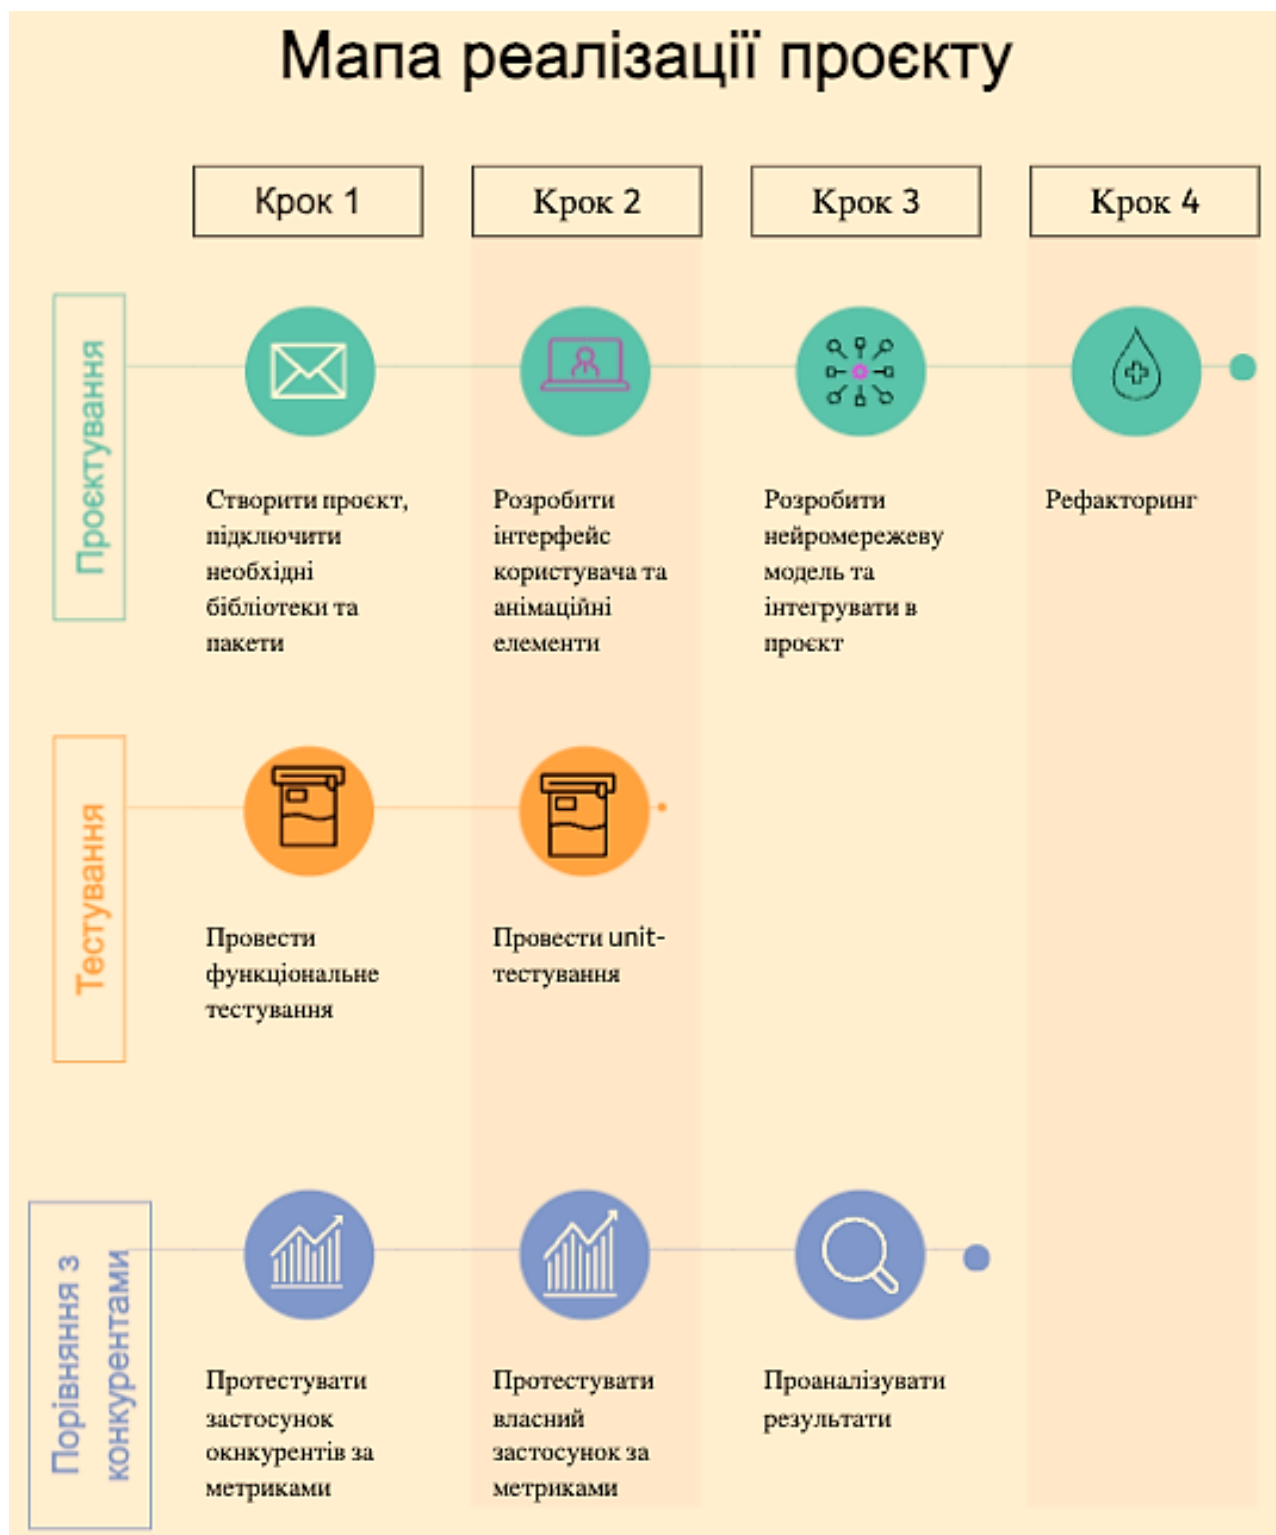 Мапа реалізації проєкту
Крок 1
Крок 2
Крок 3
Крок 4
Проєктування
Створити проєкт,
підключити
необхідні
бібліотеки та
пакети
Розробити
інтерфейс
користувача та
анімаційні
елементи
Розробити
нейромережеву
модель та
інтегрувати в
проєкт
Рефакторинг
Тестування
Провести
функціональне
тестування
Провести unit-
тестування
Порівняння з
конкурентами
Протестувати
застосунок
окнкурентів за
метриками
Протестувати
власний
застосунок за
метриками
Проаналізувати
результати